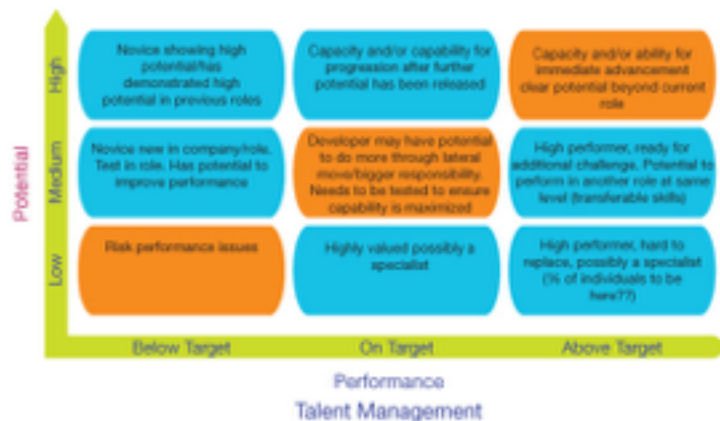 High
Novice showing high
potential/has
demonstrated high
potential in previous roles
Capacity and/or capability for
progression after further
potential has been released
Capacity and/or ability for
immediate advancement
clear potential beyond current
role
Potential
Medium
Novice new in company/role.
Test in role. Has potential to
improve performance
Developer may have potential
to do more through lateral
move/bigger responsibility.
Needs to be tested to ensure
capability is maximized
High performer, ready for
additional challenge. Potential to
perform in another role at same
level (transferable skills)
Low
Risk performance issues
Highly valued possibly a
specialist
High performer, hard to
replace, possibly a specialist
(% of individuals to be
here??)
Below Target
On Target
Above Target
Performance
Talent Management